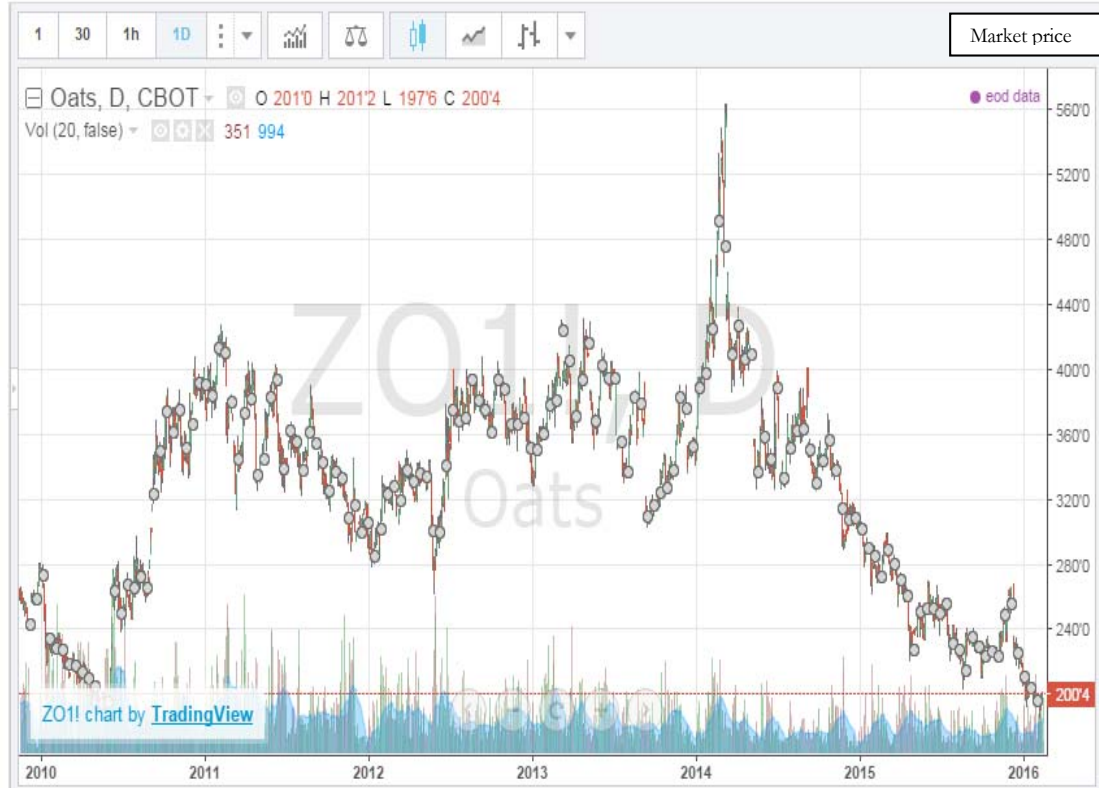 1 30 1h 1D
Market price
Oats, D, CBOT O 201'0 H 201'2 L 197'6 C 200'4
eod data
Vol (20, false) 351 994
560'0
520'0
480'0
440'0
400'0
360'0
320'0
280'0
240'0
200'4
ZO1!, D
Oats
ZO1! chart by TradingView
2010 2011 2012 2013 2014 2015 2016